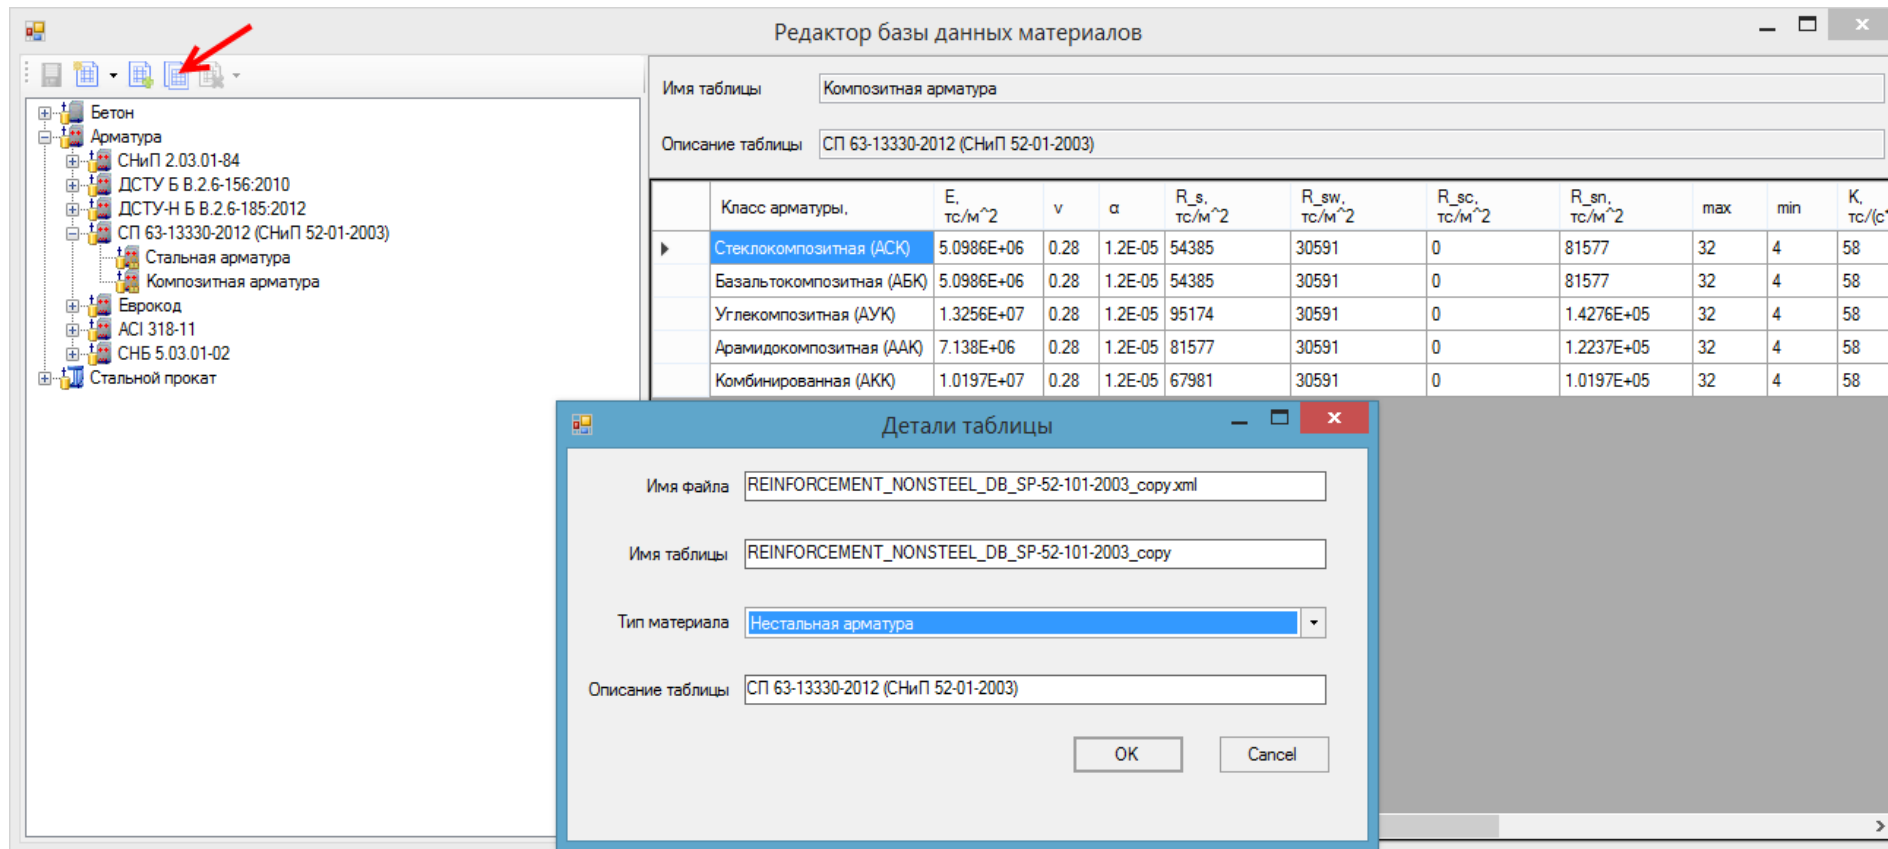 Редактор базы данных материалов
Бетон
Арматура
СНиП 2.03.01-84
ДСТУ Б В.2.6-156:2010
ДСТУ-Н Б В.2.6-185:2012
СП 63-13330-2012 (СНиП 52-01-2003)
Стальная арматура
Композитная арматура
Еврокод
ACI 318-11
СНБ 5.03.01-02
Стальной прокат
Имя таблицы Композитная арматура
Описание таблицы СП 63-13330-2012 (СНиП 52-01-2003)
Класс арматуры, E, тс/м^2 ν α R_s, тс/м^2 R_sw, тс/м^2 R_sc, тс/м^2 R_sn, тс/м^2 max min K, тс/(с*
Стеклокомпозитная (АСК) 5.0986E+06 0.28 1.2E-05 54385 30591 0 81577 32 4 58
Базальтокомпозитная (АБК) 5.0986E+06 0.28 1.2E-05 54385 30591 0 81577 32 4 58
Углекомпозитная (АУК) 1.3256E+07 0.28 1.2E-05 95174 30591 0 1.4276E+05 32 4 58
Арамидокомпозитная (ААК) 7.138E+06 0.28 1.2E-05 81577 30591 0 1.2237E+05 32 4 58
Комбинированная (АКК) 1.0197E+07 0.28 1.2E-05 67981 30591 0 1.0197E+05 32 4 58
Детали таблицы
Имя файла REINFORCEMENT_NONSTEEL_DB_SP-52-101-2003_copy.xml
Имя таблицы REINFORCEMENT_NONSTEEL_DB_SP-52-101-2003_copy
Тип материала Нестальная арматура
Описание таблицы СП 63-13330-2012 (СНиП 52-01-2003)
OK Cancel